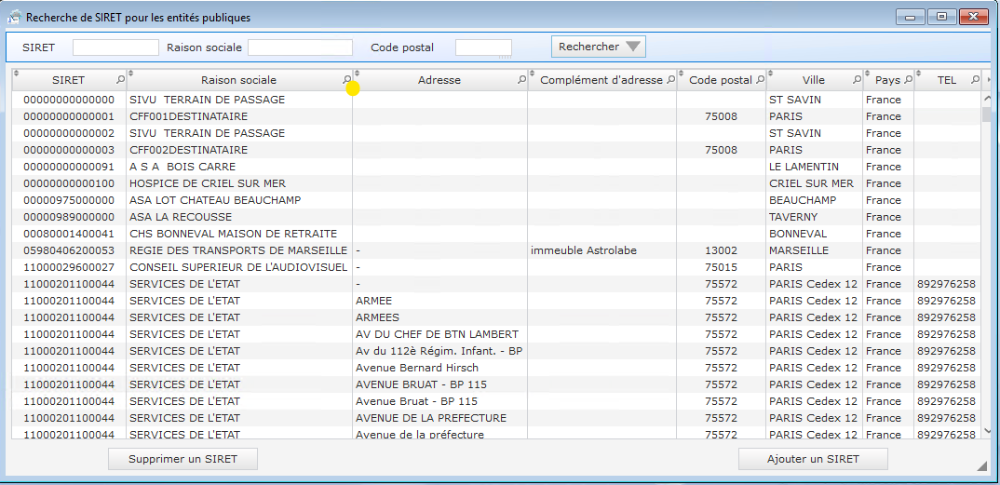 Recherche de SIRET pour les entités publiques
SIRET Raison sociale Code postal Rechercher
SIRET Raison sociale Adresse Complément d'adresse Code postal Ville Pays TEL
00000000000000 SIVU TERRAIN DE PASSAGE ST SAVIN France
00000000000001 CFF001DESTINATAIRE 75008 PARIS France
00000000000002 SIVU TERRAIN DE PASSAGE ST SAVIN France
00000000000003 CFF002DESTINATAIRE 75008 PARIS France
00000000000091 A S A BOIS CARRE LE LAMENTIN France
00000000000100 HOSPICE DE CRIEL SUR MER CRIEL SUR MER France
00000975000000 ASA LOT CHATEAU BEAUCHAMP BEAUCHAMP France
00000989000000 ASA LA RECOUSSE TAVERNY France
00080001400041 CHS BONNEVAL MAISON DE RETRAITE BONNEVAL France
05980406200053 REGIE DES TRANSPORTS DE MARSEILLE - immeuble Astrolabe 13002 MARSEILLE France
11000029600027 CONSEIL SUPERIEUR DE L'AUDIOVISUEL - 75015 PARIS France
11000201100044 SERVICES DE L'ETAT - 75572 PARIS Cedex 12 France 892976258
11000201100044 SERVICES DE L'ETAT ARMEE 75572 PARIS Cedex 12 France 892976258
11000201100044 SERVICES DE L'ETAT ARMEES 75572 PARIS Cedex 12 France 892976258
11000201100044 SERVICES DE L'ETAT AV DU CHEF DE BTN LAMBERT 75572 PARIS Cedex 12 France 892976258
11000201100044 SERVICES DE L'ETAT Av du 112è Régim. Infant. - BP 75572 PARIS Cedex 12 France 892976258
11000201100044 SERVICES DE L'ETAT Avenue Bernard Hirsch 75572 PARIS Cedex 12 France 892976258
11000201100044 SERVICES DE L'ETAT AVENUE BRUAT - BP 115 75572 PARIS Cedex 12 France 892976258
11000201100044 SERVICES DE L'ETAT Avenue Bruat - BP 115 75572 PARIS Cedex 12 France 892976258
11000201100044 SERVICES DE L'ETAT AVENUE DE LA PREFECTURE 75572 PARIS Cedex 12 France 892976258
11000201100044 SERVICES DE L'ETAT Avenue de la préfecture 75572 PARIS Cedex 12 France 892976258
Supprimer un SIRET Ajouter un SIRET